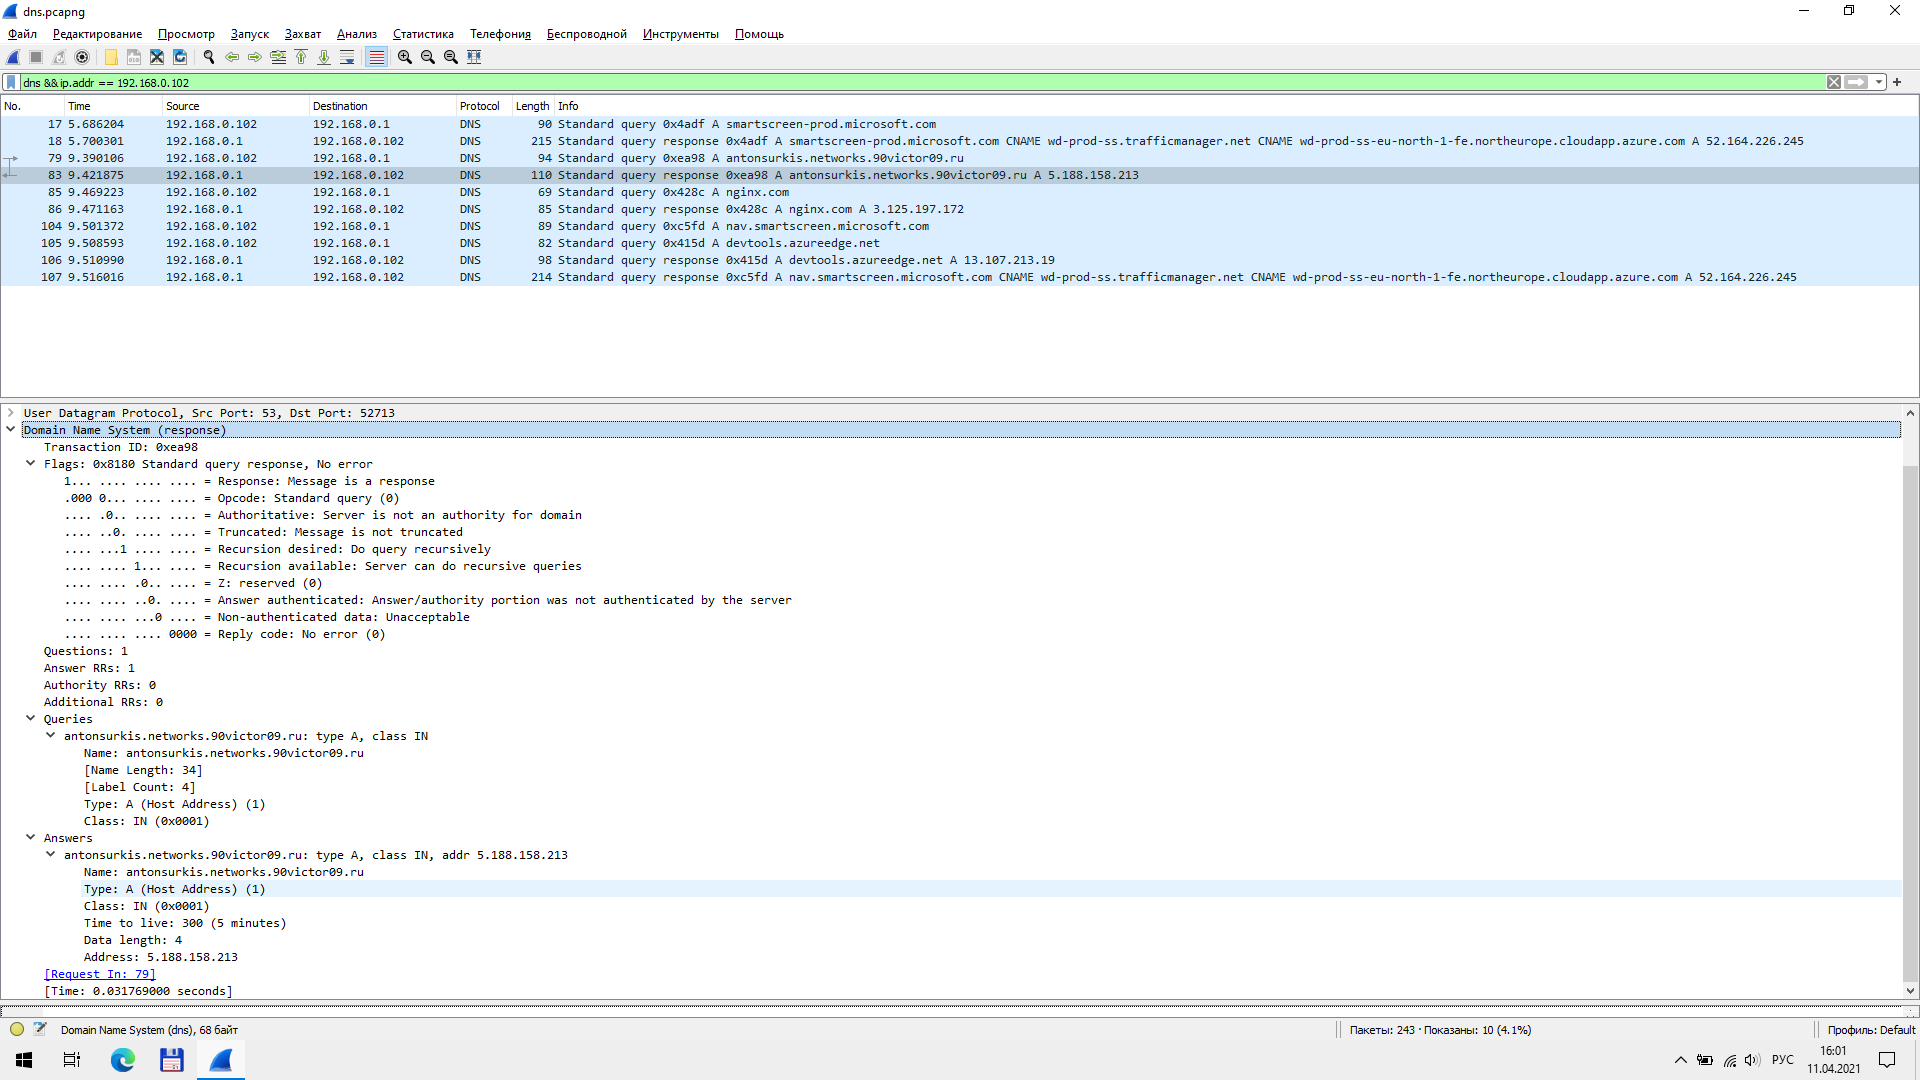 dns.pcapng
Файл Редактирование Просмотр Запуск Захват Анализ Статистика Телефония Беспроводной Инструменты Помощь
dns && ip.addr == 192.168.0.102
No. Time Source Destination Protocol Length Info
17 5.686204 192.168.0.102 192.168.0.1 DNS 90 Standard query 0x4adf A smartscreen-prod.microsoft.com
18 5.700301 192.168.0.1 192.168.0.102 DNS 215 Standard query response 0x4adf A smartscreen-prod.microsoft.com CNAME wd-prod-ss.trafficmanager.net CNAME wd-prod-ss-eu-north-1-fe.northeurope.cloudapp.azure.com A 52.164.226.245
79 9.390106 192.168.0.102 192.168.0.1 DNS 94 Standard query 0xea98 A antonsurkis.networks.90victor09.ru
83 9.421875 192.168.0.1 192.168.0.102 DNS 110 Standard query response 0xea98 A antonsurkis.networks.90victor09.ru A 5.188.158.213
85 9.469223 192.168.0.102 192.168.0.1 DNS 69 Standard query 0x428c A nginx.com
86 9.471163 192.168.0.1 192.168.0.102 DNS 85 Standard query response 0x428c A nginx.com A 3.125.197.172
104 9.501372 192.168.0.102 192.168.0.1 DNS 89 Standard query 0xc5fd A nav.smartscreen.microsoft.com
105 9.508593 192.168.0.102 192.168.0.1 DNS 82 Standard query 0x415d A devtools.azureedge.net
106 9.510990 192.168.0.1 192.168.0.102 DNS 98 Standard query response 0x415d A devtools.azureedge.net A 13.107.213.19
107 9.516016 192.168.0.1 192.168.0.102 DNS 214 Standard query response 0xc5fd A nav.smartscreen.microsoft.com CNAME wd-prod-ss.trafficmanager.net CNAME wd-prod-ss-eu-north-1-fe.northeurope.cloudapp.azure.com A 52.164.226.245
User Datagram Protocol, Src Port: 53, Dst Port: 52713
Domain Name System (response)
Transaction ID: 0xea98
Flags: 0x8180 Standard query response, No error
1... .... .... .... = Response: Message is a response
.000 0... .... .... = Opcode: Standard query (0)
.... .0.. .... .... = Authoritative: Server is not an authority for domain
.... ..0. .... .... = Truncated: Message is not truncated
.... ...1 .... .... = Recursion desired: Do query recursively
.... .... 1... .... = Recursion available: Server can do recursive queries
.... .... .0.. .... = Z: reserved (0)
.... .... ..0. .... = Answer authenticated: Answer/authority portion was not authenticated by the server
.... .... ...0 .... = Non-authenticated data: Unacceptable
.... .... .... 0000 = Reply code: No error (0)
Questions: 1
Answer RRs: 1
Authority RRs: 0
Additional RRs: 0
Queries
antonsurkis.networks.90victor09.ru: type A, class IN
Name: antonsurkis.networks.90victor09.ru
[Name Length: 34]
[Label Count: 4]
Type: A (Host Address) (1)
Class: IN (0x0001)
Answers
antonsurkis.networks.90victor09.ru: type A, class IN, addr 5.188.158.213
Name: antonsurkis.networks.90victor09.ru
Type: A (Host Address) (1)
Class: IN (0x0001)
Time to live: 300 (5 minutes)
Data length: 4
Address: 5.188.158.213
[Request In: 79]
[Time: 0.031769000 seconds]
Domain Name System (dns), 68 байт Пакеты: 243 · Показаны: 10 (4.1%) Профиль: Default
РУС 16:01
11.04.2021